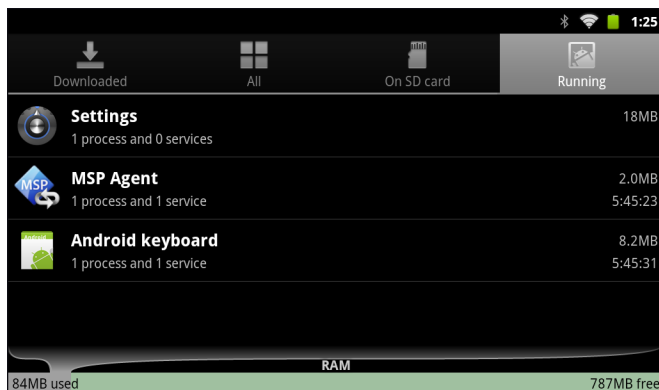 1:25
Downloaded All On SD card Running
Settings 18MB
1 process and 0 services
MSP
MSP Agent 2.0MB
1 process and 1 service 5:45:23
Android
Android keyboard 8.2MB
1 process and 1 service 5:45:31
RAM
84MB used 787MB free